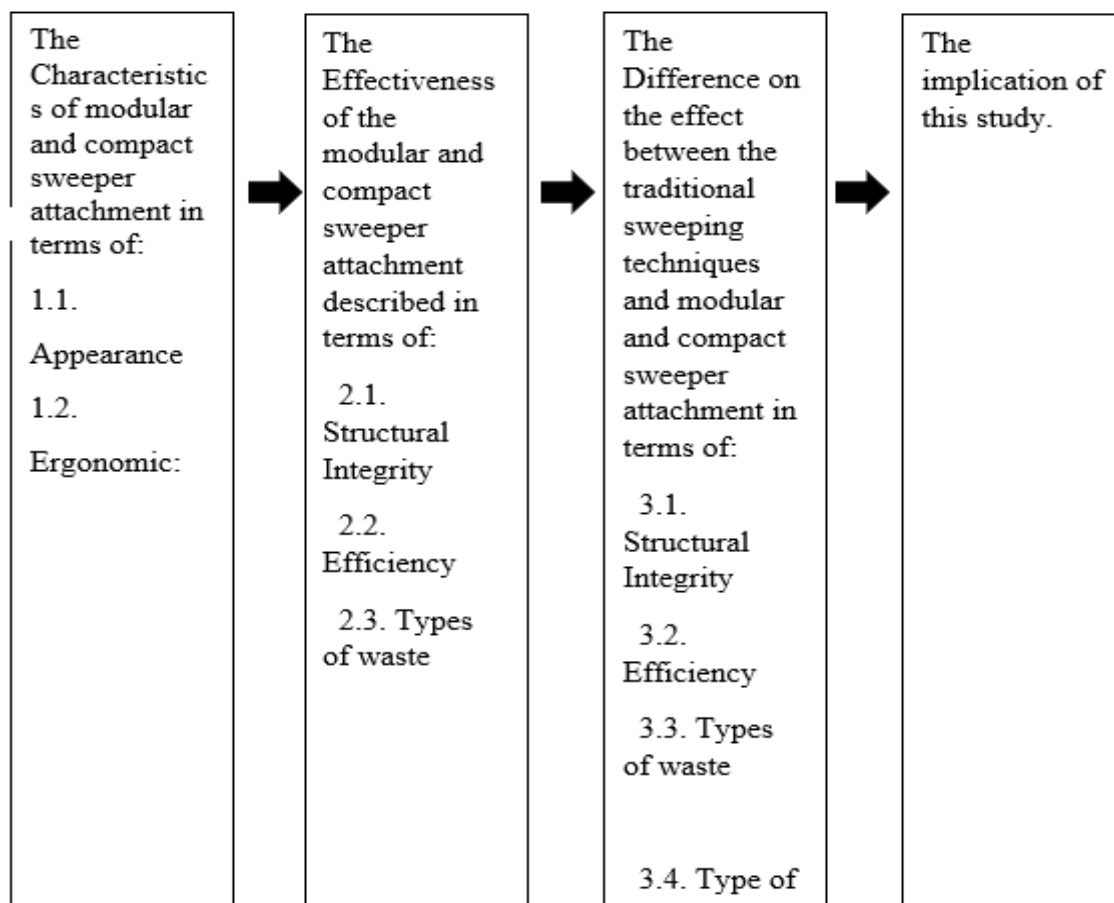 The
Characteristic
s of modular
and compact
sweeper
attachment in
terms of:
1.1.
Appearance
1.2.
Ergonomic:
The
Effectiveness
of the
modular and
compact
sweeper
attachment
described in
terms of:
2.1.
Structural
Integrity
2.2.
Efficiency
2.3. Types
of waste
The
Difference on
the effect
between the
traditional
sweeping
techniques
and modular
and compact
sweeper
attachment in
terms of:
3.1.
Structural
Integrity
3.2.
Efficiency
3.3. Types
of waste
3.4. Type of
The
implication of
this study.